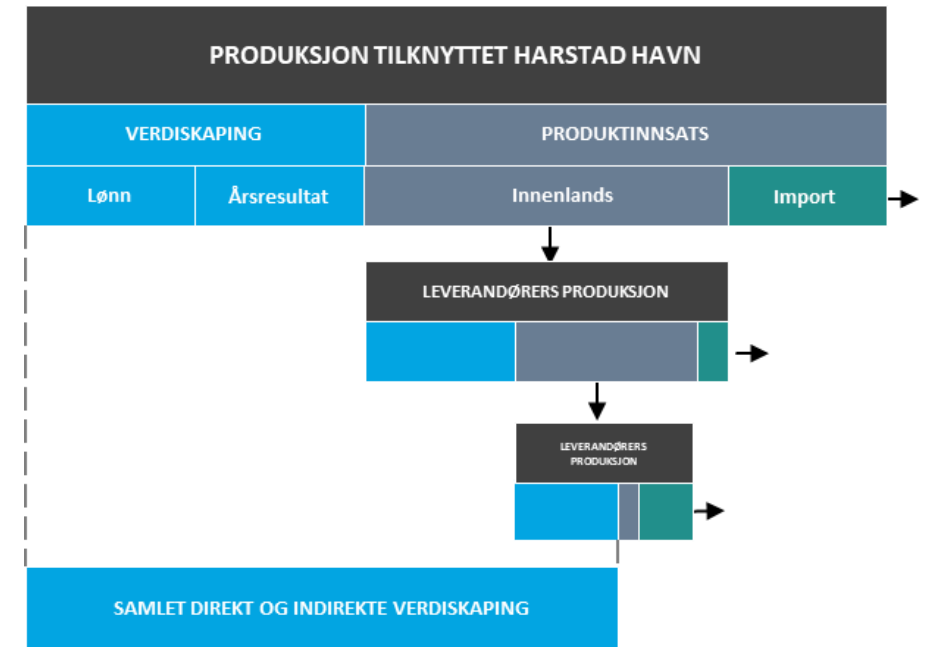 PRODUKSJON TILKNYTTET HARSTAD HAVN
VERDISKAPING
PRODUKTINNSATS
Lønn
Årsresultat
Innenlands
Import
LEVERANDØRERS PRODUKSJON
LEVERANDØRERS
PRODUKSJON
SAMLET DIREKT OG INDIREKTE VERDISKAPING